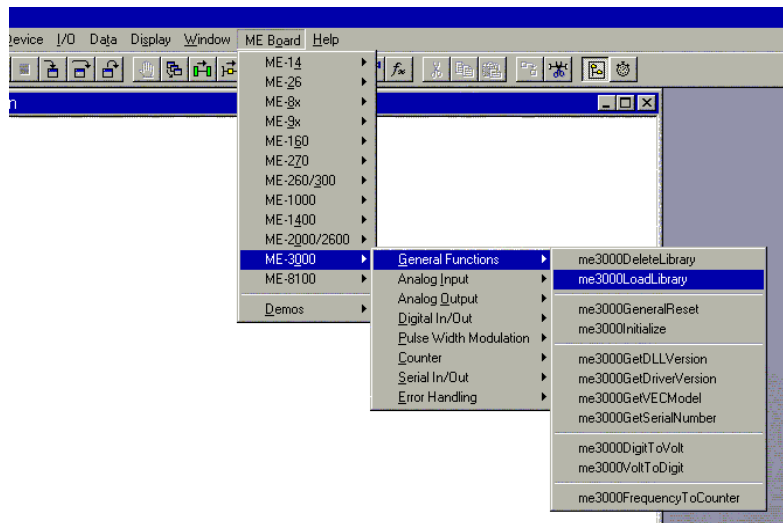 Device I/O Data Display Window ME Board Help
ME-14
ME-26
ME-8x
ME-9x
ME-160
ME-270
ME-260/300
ME-1000
ME-1400
ME-2000/2600
ME-3000
ME-8100
Demos
General Functions
Analog Input
Analog Output
Digital In/Out
Pulse Width Modulation
Counter
Serial In/Out
Error Handling
me3000DeleteLibrary
me3000LoadLibrary
me3000GeneralReset
me3000Initialize
me3000GetDLLVersion
me3000GetDriverVersion
me3000GetVECModel
me3000GetSerialNumber
me3000DigitToVolt
me3000VoltToDigit
me3000FrequencyToCounter